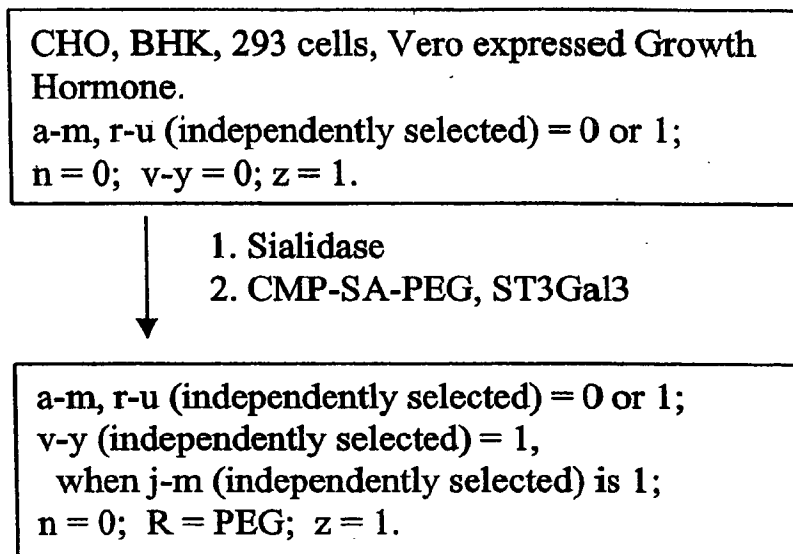 CHO, BHK, 293 cells, Vero expressed Growth
Hormone.
a-m, r-u (independently selected) = 0 or 1;
n = 0; v-y = 0; z = 1.
1. Sialidase
2. CMP-SA-PEG, ST3Gal3
a-m, r-u (independently selected) = 0 or 1;
v-y (independently selected) = 1,
when j-m (independently selected) is 1;
n = 0; R = PEG; z = 1.